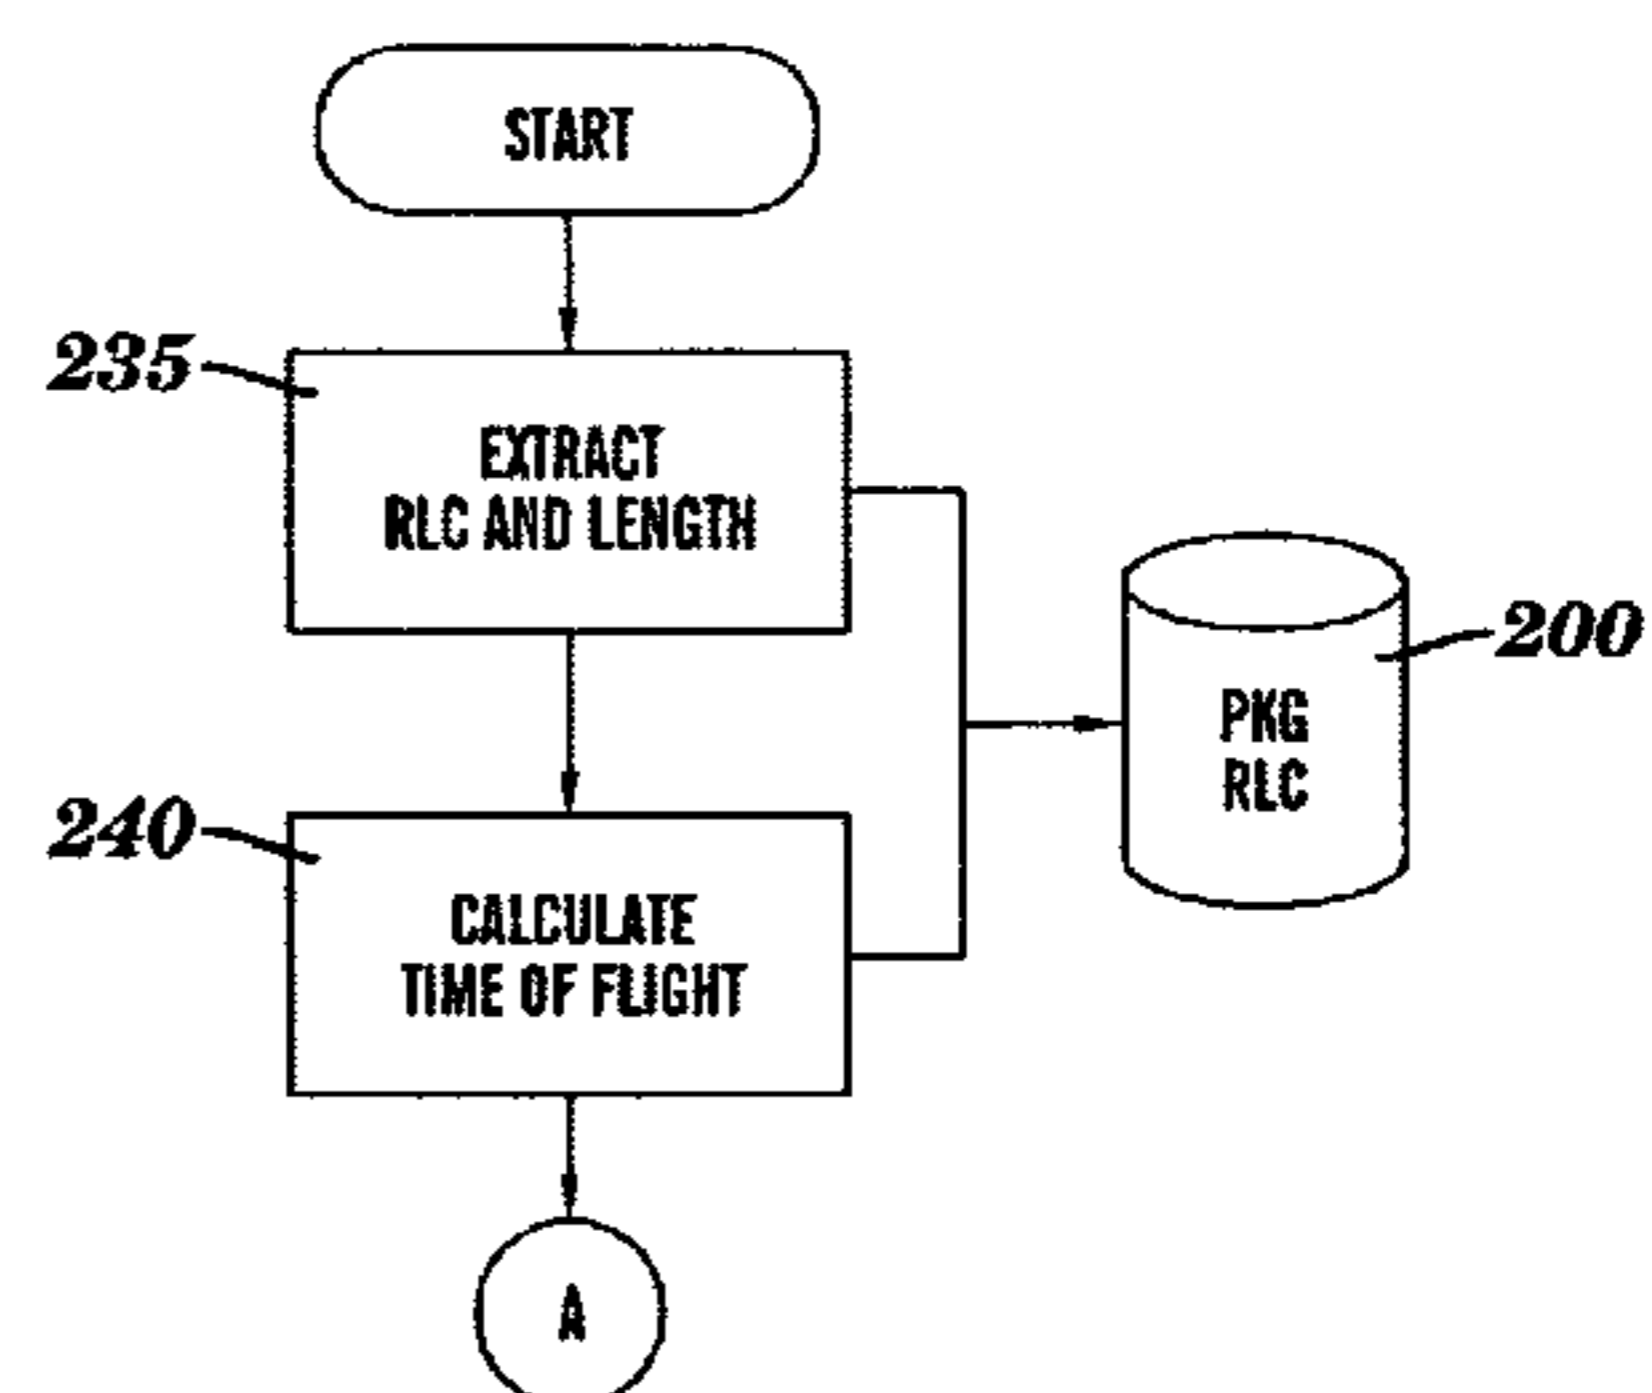 START
235
EXTRACT
RLC AND LENGTH
200
PKG
RLC
240
CALCULATE
TIME OF FLIGHT
A